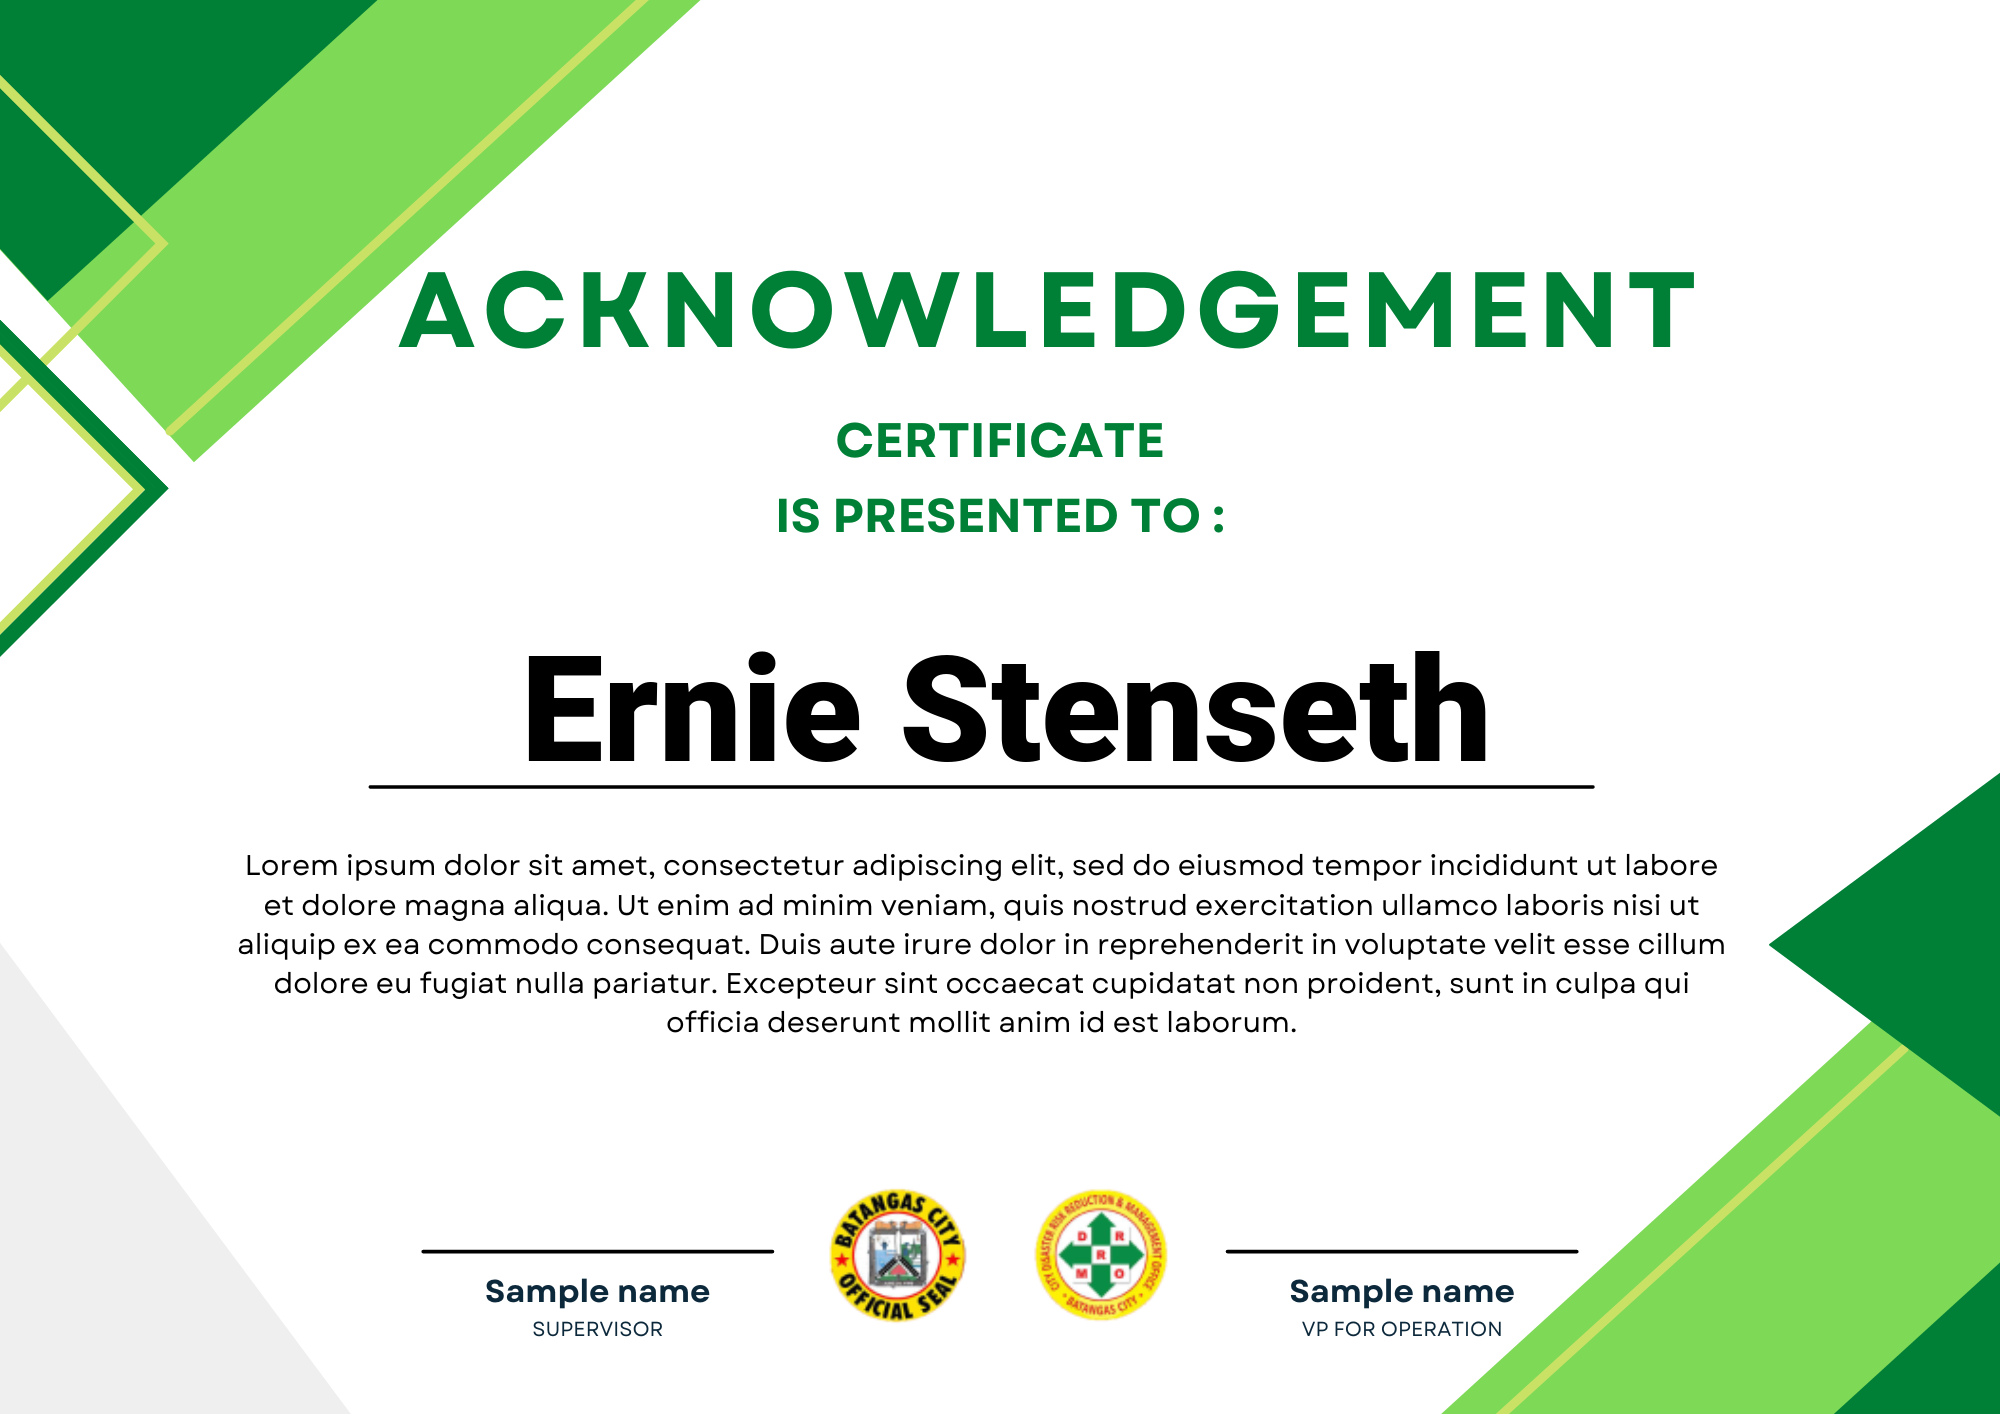 ACKNOWLEDGEMENT
CERTIFICATE
IS PRESENTED TO :
Ernie Stenseth
Lorem ipsum dolor sit amet, consectetur adipiscing elit, sed do eiusmod tempor incididunt ut labore
et dolore magna aliqua. Ut enim ad minim veniam, quis nostrud exercitation ullamco laboris nisi ut
aliquip ex ea commodo consequat. Duis aute irure dolor in reprehenderit in voluptate velit esse cillum
dolore eu fugiat nulla pariatur. Excepteur sint occaecat cupidatat non proident, sunt in culpa qui
officia deserunt mollit anim id est laborum.
BATANGAS CITY
OFFICIAL SEAL
CITY DISASTER RISK REDUCTION & MANAGEMENT OFFICE
D R
R
M O
BATANGAS CITY
Sample name
SUPERVISOR
Sample name
VP FOR OPERATION